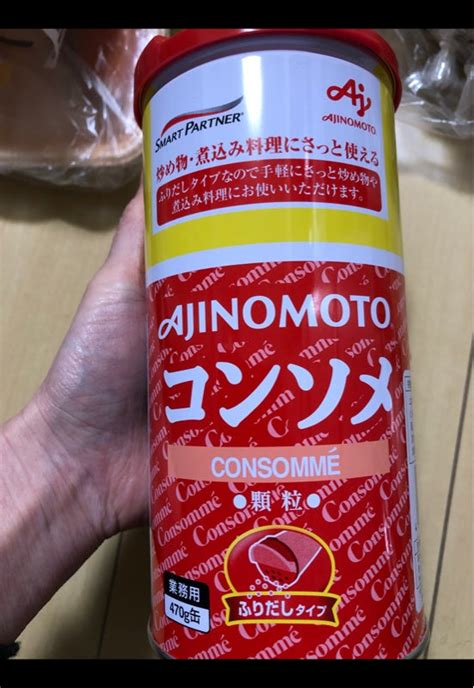 SMART PARTNER®
AJINOMOTO
炒め物・煮込み料理にさっと使える
ふりだしタイプなので手軽にさっと炒め物や
煮込み料理にお使いいただけます。
AJINOMOTO
コンソメ
CONSOMMÉ
●顆粒●
業務用
470g缶
ふりだしタイプ
Consommé